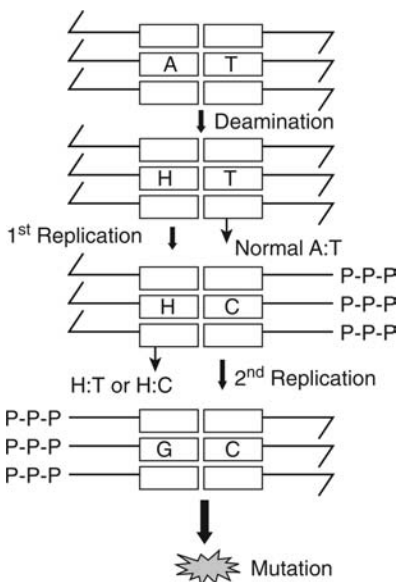 A T
Deamination
H T
1st Replication
Normal A:T
P-P-P
H C P-P-P
P-P-P
H:T or H:C
2nd Replication
P-P-P
P-P-P G C
P-P-P
Mutation